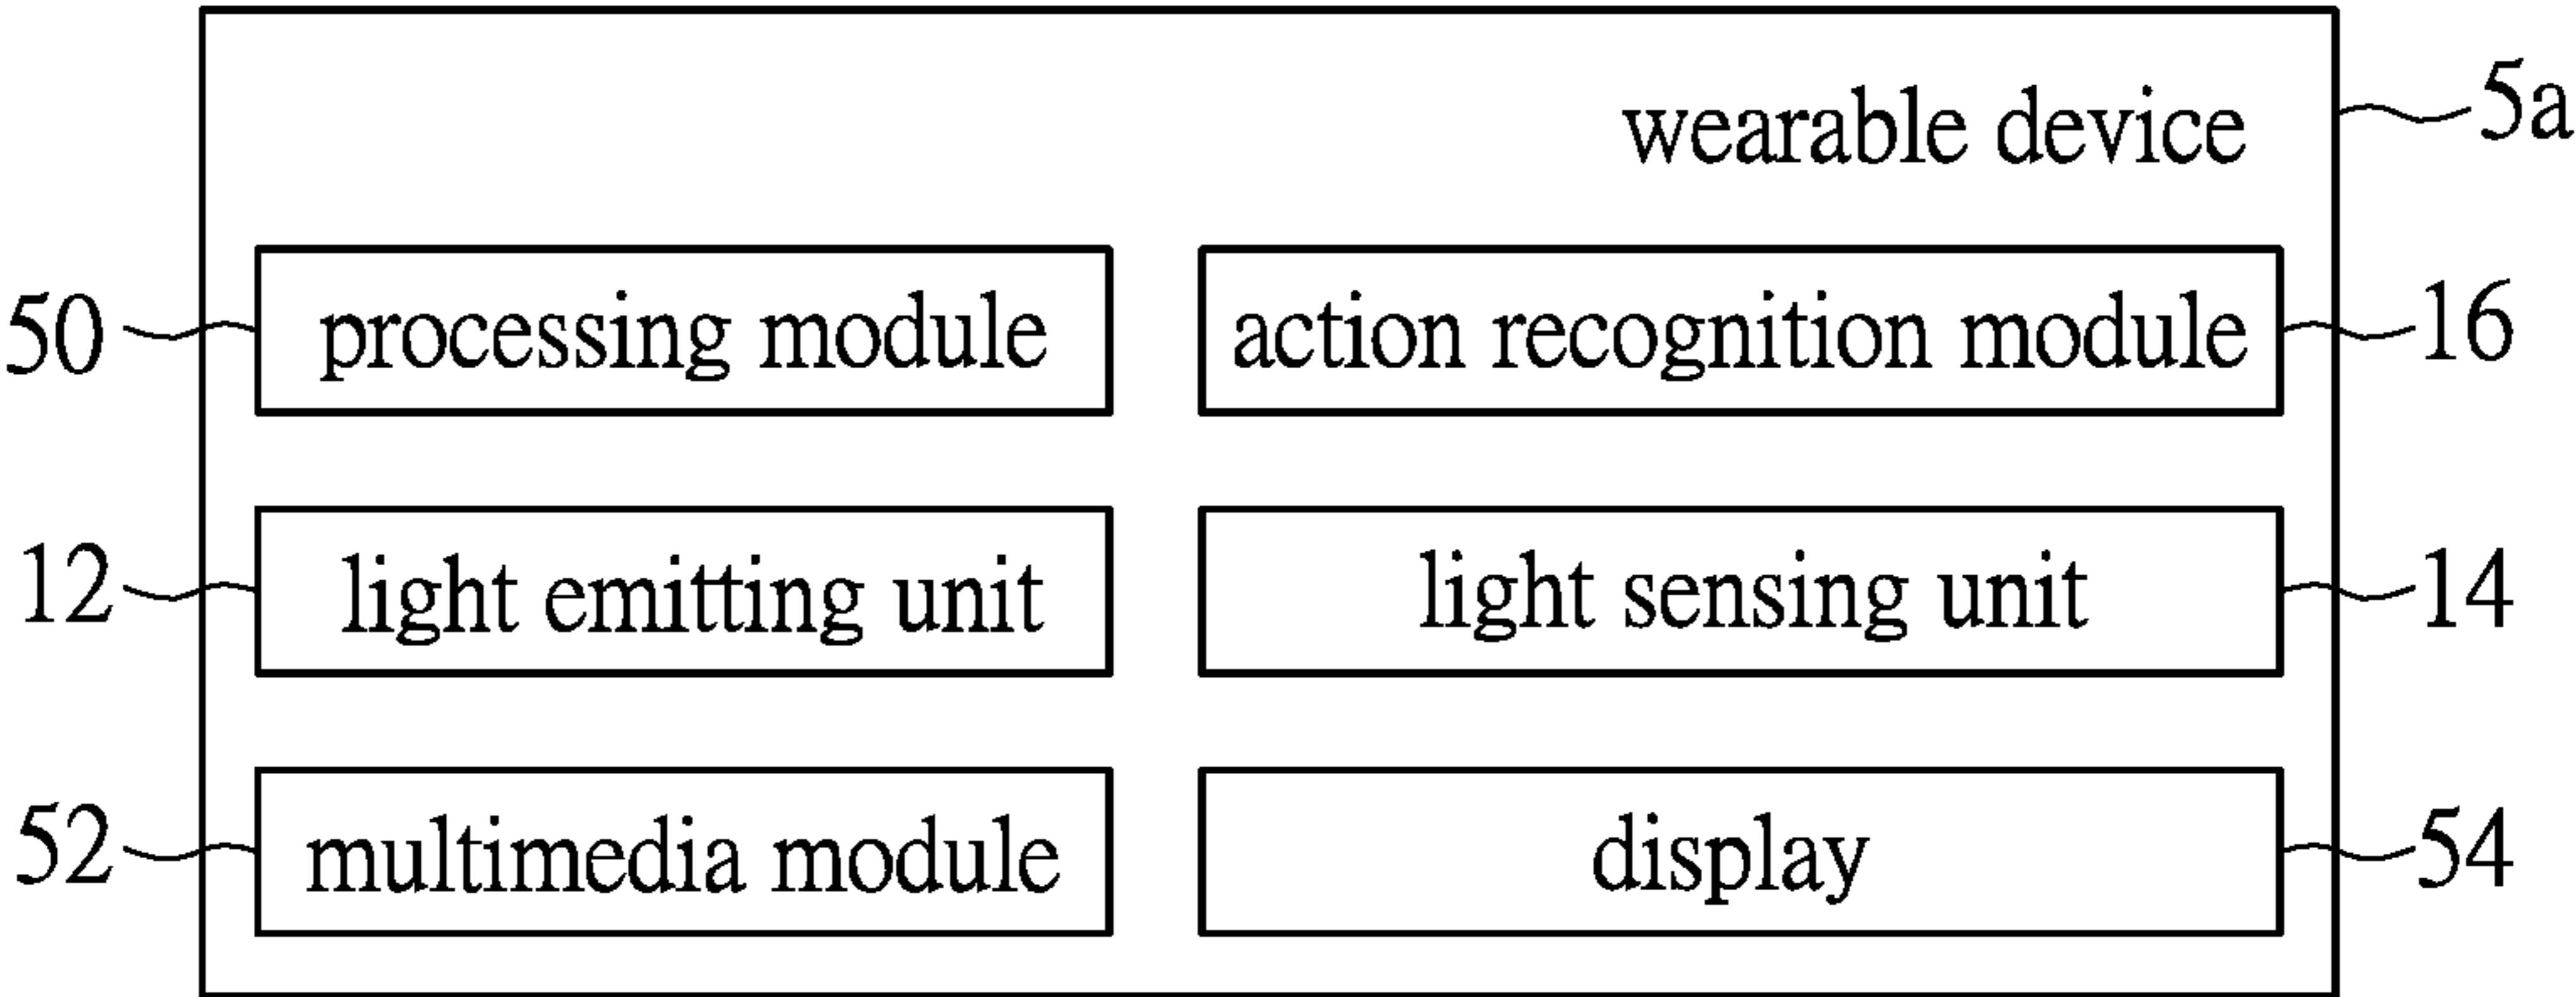 wearable device 5a
50 processing module action recognition module 16
12 light emitting unit light sensing unit 14
52 multimedia module display 54